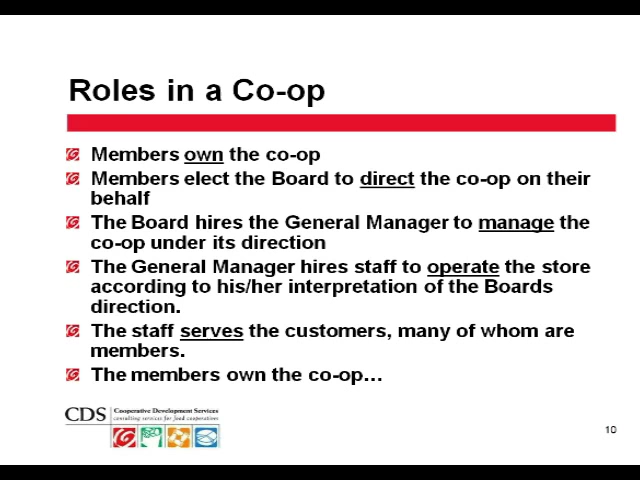 Roles in a Co-op
Members own the co-op
Members elect the Board to direct the co-op on their
behalf
The Board hires the General Manager to manage the
co-op under its direction
The General Manager hires staff to operate the store
according to his/her interpretation of the Boards
direction.
The staff serves the customers, many of whom are
members.
The members own the co-op…
CDS Cooperative Development Services
consulting services for food cooperatives
10